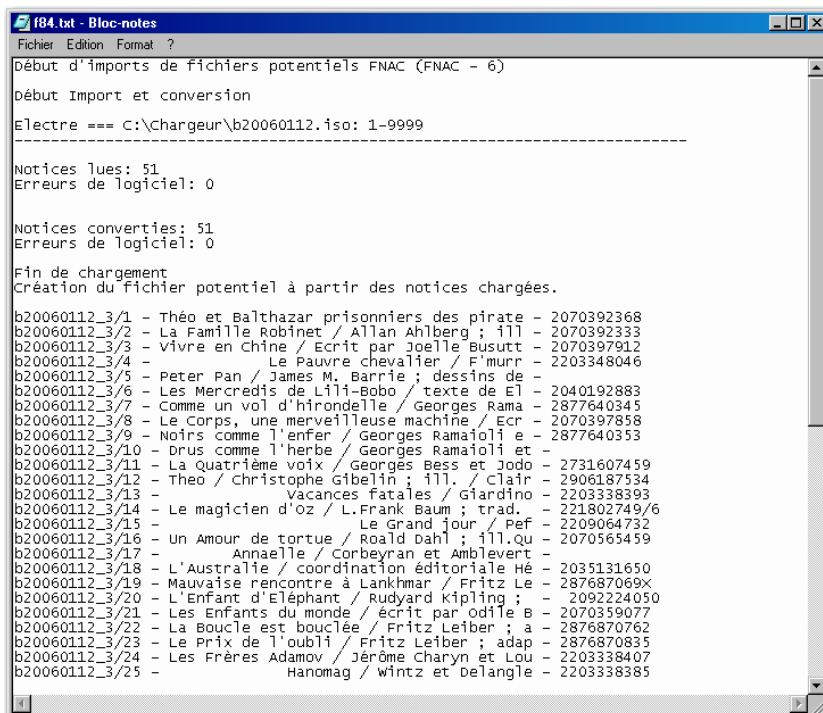 f84.txt - Bloc-notes
Fichier Edition Format ?
Début d'imports de fichiers potentiels FNAC (FNAC - 6)
Début Import et conversion
Electre === C:\Chargeur\b20060112.iso: 1-9999
--------------------------------------------------------------------------
Notices lues: 51
Erreurs de logiciel: 0
Notices converties: 51
Erreurs de logiciel: 0
Fin de chargement
Création du fichier potentiel à partir des notices chargées.
b20060112_3/1 - Théo et Balthazar prisonniers des pirate - 2070392368
b20060112_3/2 - La Famille Robinet / Allan Ahlberg ; ill - 2070392333
b20060112_3/3 - Vivre en Chine / Ecrit par Joelle Busutt - 2070397912
b20060112_3/4 - Le Pauvre chevalier / F'murr - 2203348046
b20060112_3/5 - Peter Pan / James M. Barrie ; dessins de -
b20060112_3/6 - Les Mercredis de Lili-Bobo / texte de El - 2040192883
b20060112_3/7 - Comme un vol d'hirondelle / Georges Rama - 2877640345
b20060112_3/8 - Le Corps, une merveilleuse machine / Ecr - 2070397858
b20060112_3/9 - Noirs comme l'enfer / Georges Ramaioli e - 2877640353
b20060112_3/10 - Drus comme l'herbe / Georges Ramaioli et -
b20060112_3/11 - La Quatrième voix / Georges Bess et Jodo - 2731607459
b20060112_3/12 - Theo / Christophe Gibelin ; ill. / Clair - 2906187534
b20060112_3/13 - Vacances fatales / Giardino - 2203338393
b20060112_3/14 - Le magicien d'Oz / L.Frank Baum ; trad. - 221802749/6
b20060112_3/15 - Le Grand jour / Pef - 2209064732
b20060112_3/16 - Un Amour de tortue / Roald Dahl ; ill.Qu - 2070565459
b20060112_3/17 - Annaelle / Corbeyran et Amblevert -
b20060112_3/18 - L'Australie / coordination éditoriale Hé - 2035131650
b20060112_3/19 - Mauvaise rencontre à Lankhmar / Fritz Le - 287687069X
b20060112_3/20 - L'Enfant d'Eléphant / Rudyard Kipling ; - 2092224050
b20060112_3/21 - Les Enfants du monde / écrit par Odile B - 2070359077
b20060112_3/22 - La Boucle est bouclée / Fritz Leiber ; a - 2876870762
b20060112_3/23 - Le Prix de l'oubli / Fritz Leiber ; adap - 2876870835
b20060112_3/24 - Les Frères Adamov / Jérôme Charyn et Lou - 2203338407
b20060112_3/25 - Hanomag / Wintz et Delangle - 2203338385